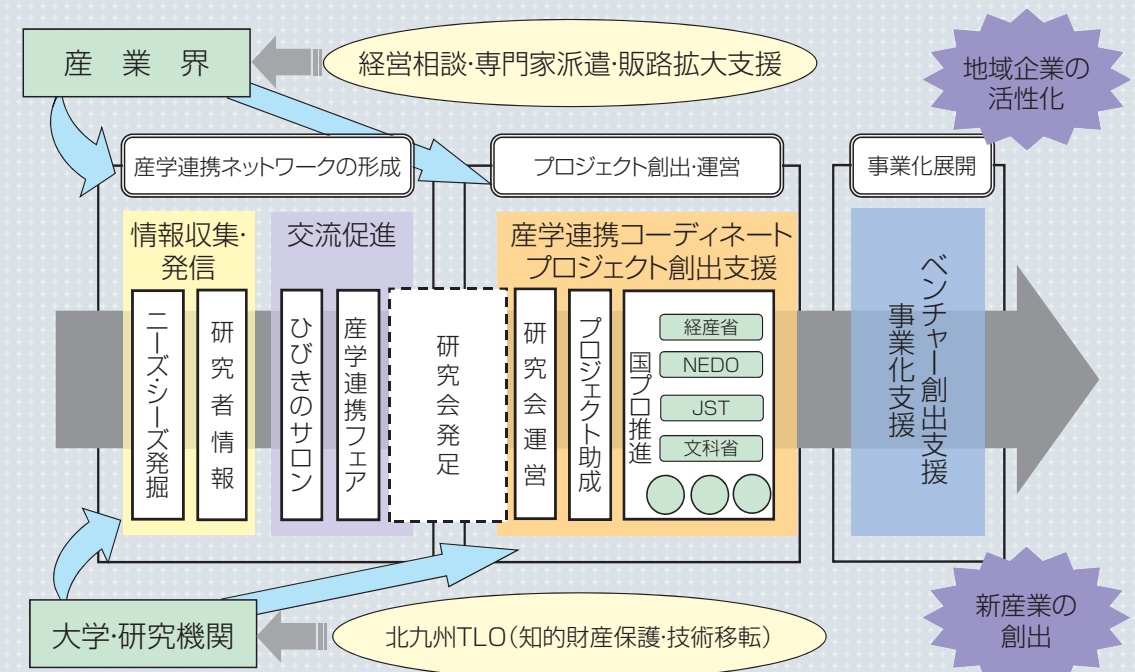 産業界
経営相談・専門家派遣・販路拡大支援
地域企業の
活性化
産学連携ネットワークの形成
プロジェクト創出・運営
事業化展開
情報収集・
発信
交流促進
産学連携コーディネート
プロジェクト創出支援
ニーズ・シーズ発掘
研究者情報
ひびきのサロン
産学連携フェア
研究会発足
研究会運営
プロジェクト助成
国プロ推進
経産省
NEDO
JST
文科省
ベンチャー創出支援
事業化支援
大学・研究機関
北九州TLO(知的財産保護・技術移転)
新産業の
創出